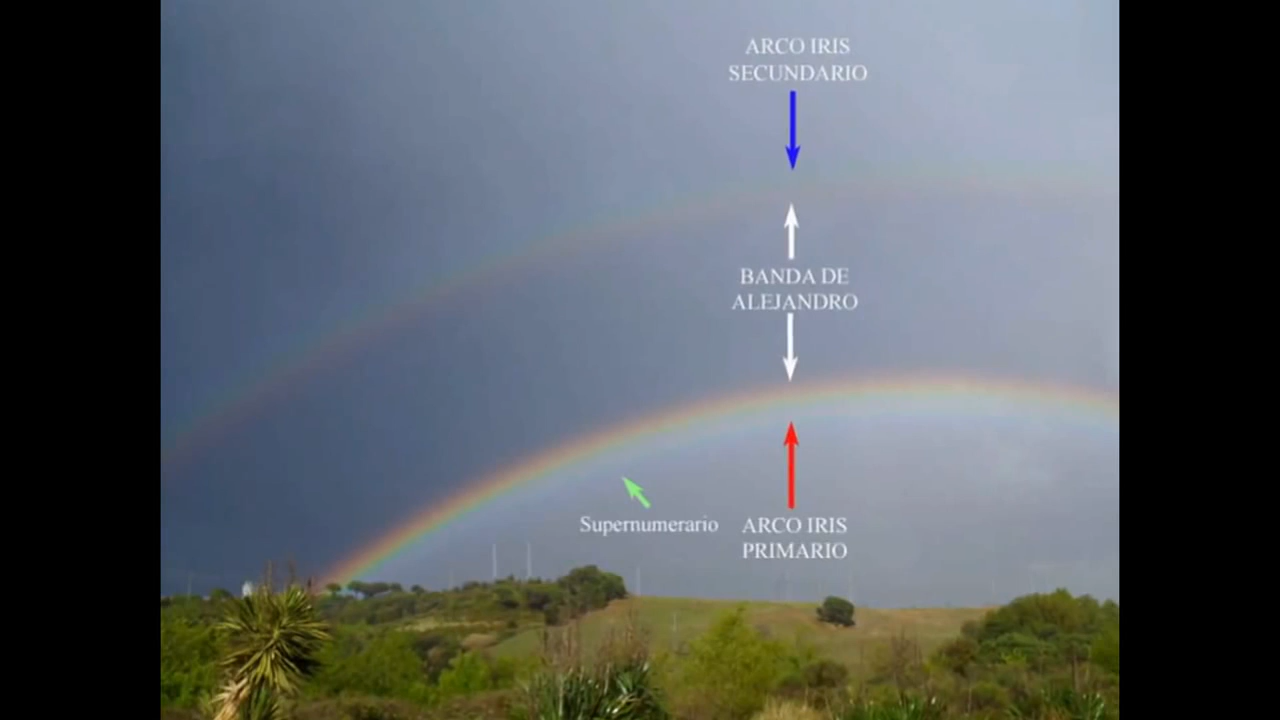 ARCO IRIS
SECUNDARIO
BANDA DE
ALEJANDRO
Supernumerario
ARCO IRIS
PRIMARIO